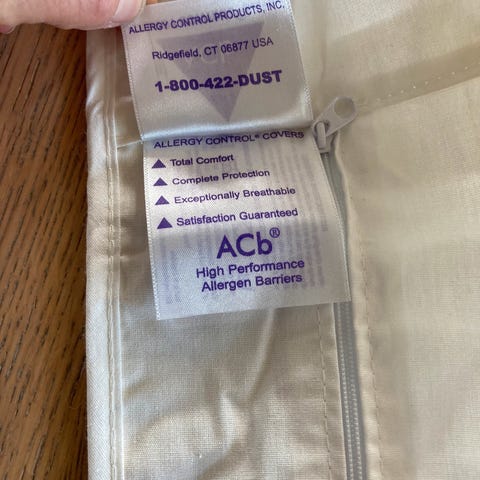 ALLERGY CONTROL PRODUCTS, INC.
Ridgefield, CT 06877 USA
1-800-422-DUST
ALLERGY CONTROL® COVERS
Total Comfort
Complete Protection
Exceptionally Breathable
Satisfaction Guaranteed
ACb®
High Performance
Allergen Barriers